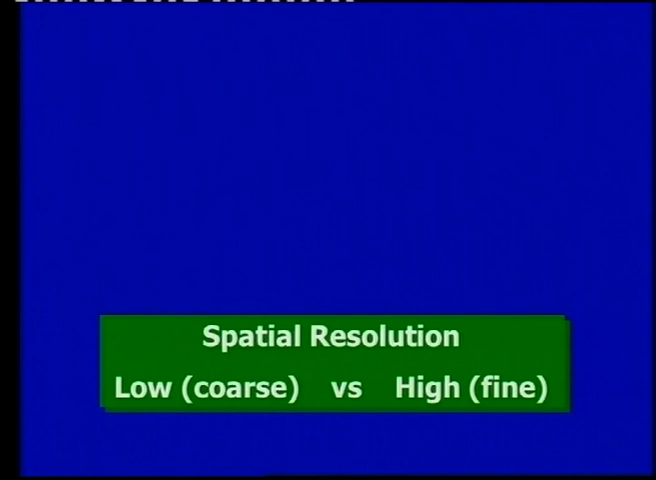 Spatial Resolution
Low (coarse) vs High (fine)